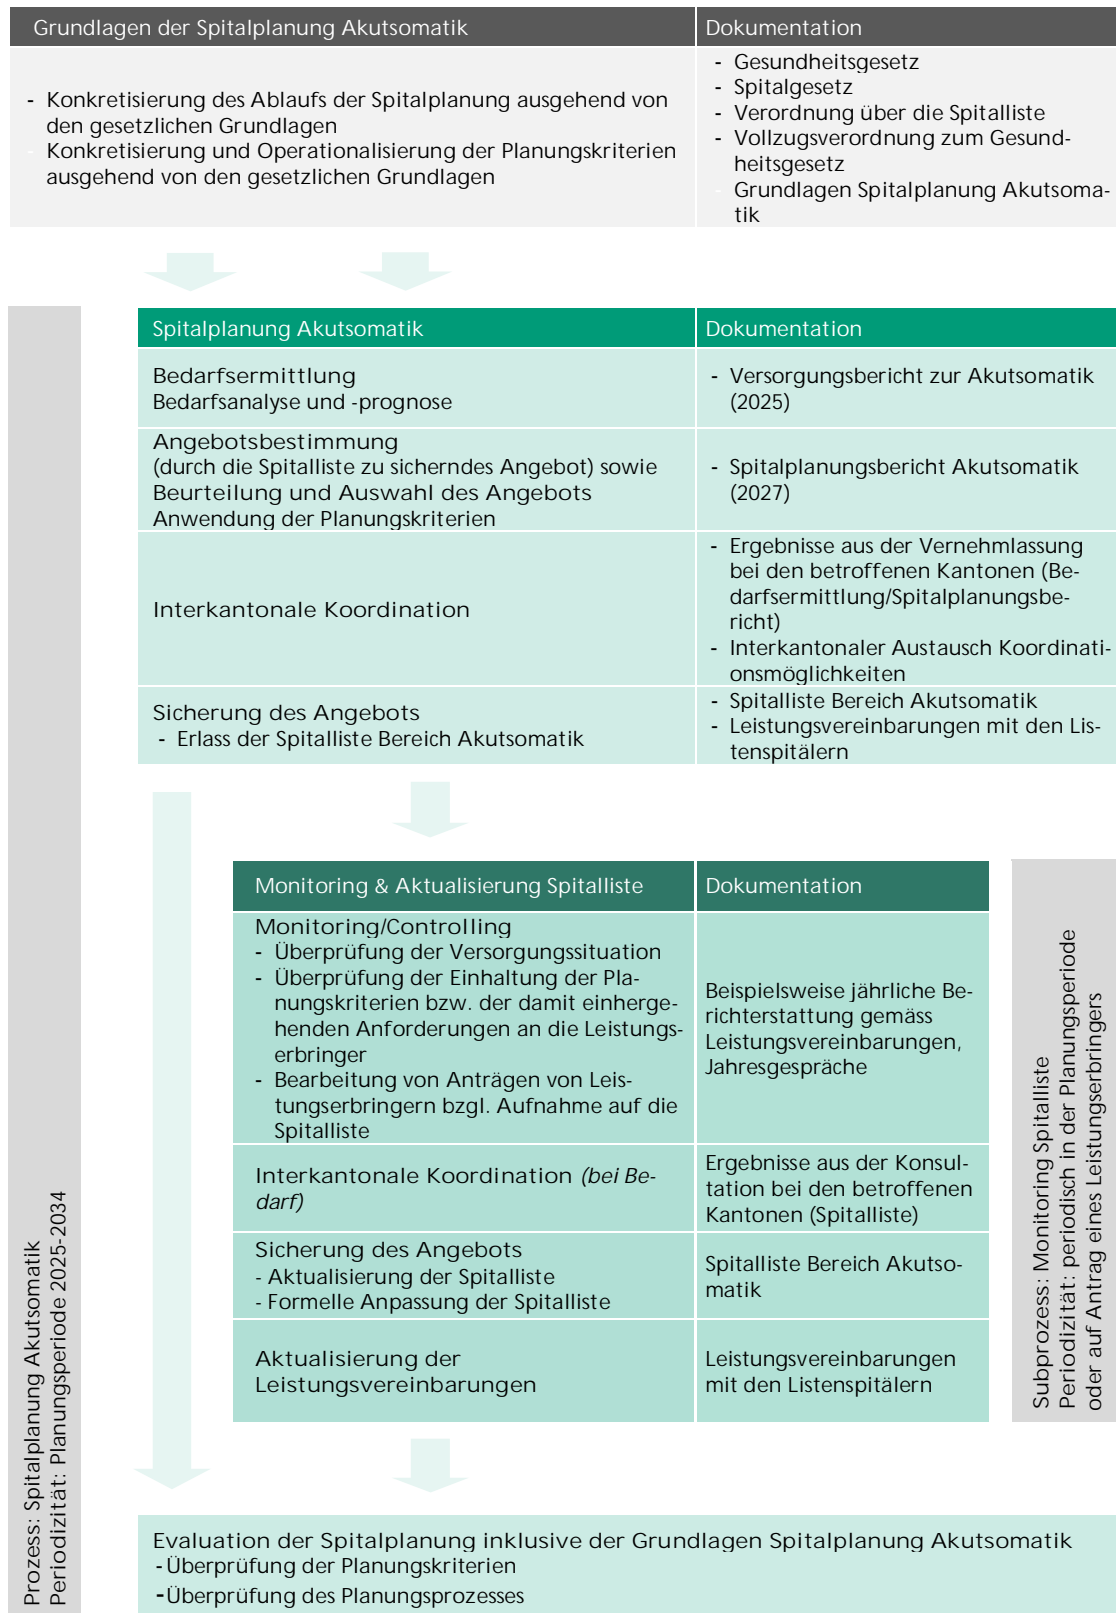 Grundlagen der Spitalplanung Akutsomatik
Dokumentation
- Konkretisierung des Ablaufs der Spitalplanung ausgehend von
den gesetzlichen Grundlagen
- Konkretisierung und Operationalisierung der Planungskriterien
ausgehend von den gesetzlichen Grundlagen
- Gesundheitsgesetz
- Spitalgesetz
- Verordnung über die Spitalliste
- Vollzugsverordnung zum Gesund-
heitsgesetz
- Grundlagen Spitalplanung Akutsoma-
tik
Prozess: Spitalplanung Akutsomatik
Periodizität: Planungsperiode 2025-2034
Spitalplanung Akutsomatik
Dokumentation
Bedarfsermittlung
Bedarfsanalyse und -prognose
- Versorgungsbericht zur Akutsomatik
(2025)
Angebotsbestimmung
(durch die Spitalliste zu sicherndes Angebot) sowie
Beurteilung und Auswahl des Angebots
Anwendung der Planungskriterien
- Spitalplanungsbericht Akutsomatik
(2027)
Interkantonale Koordination
- Ergebnisse aus der Vernehmlassung
bei den betroffenen Kantonen (Be-
darfsermittlung/Spitalplanungsbe-
richt)
- Interkantonaler Austausch Koordinati-
onsmöglichkeiten
Sicherung des Angebots
- Erlass der Spitalliste Bereich Akutsomatik
- Spitalliste Bereich Akutsomatik
- Leistungsvereinbarungen mit den Lis-
tenspitälern
Monitoring & Aktualisierung Spitalliste
Dokumentation
Monitoring/Controlling
- Überprüfung der Versorgungssituation
- Überprüfung der Einhaltung der Pla-
nungskriterien bzw. der damit einherge-
henden Anforderungen an die Leistungs-
erbringer
- Bearbeitung von Anträgen von Leis-
tungserbringern bzgl. Aufnahme auf die
Spitalliste
Beispielsweise jährliche Be-
richterstattung gemäss
Leistungsvereinbarungen,
Jahresgespräche
Interkantonale Koordination (bei Be-
darf)
Ergebnisse aus der Konsul-
tation bei den betroffenen
Kantonen (Spitalliste)
Sicherung des Angebots
- Aktualisierung der Spitalliste
- Formelle Anpassung der Spitalliste
Spitalliste Bereich Akutso-
matik
Aktualisierung der
Leistungsvereinbarungen
Leistungsvereinbarungen
mit den Listenspitälern
Subprozess: Monitoring Spitalliste
Periodizität: periodisch in der Planungsperiode
oder auf Antrag eines Leistungserbringers
Evaluation der Spitalplanung inklusive der Grundlagen Spitalplanung Akutsomatik
- Überprüfung der Planungskriterien
- Überprüfung des Planungsprozesses